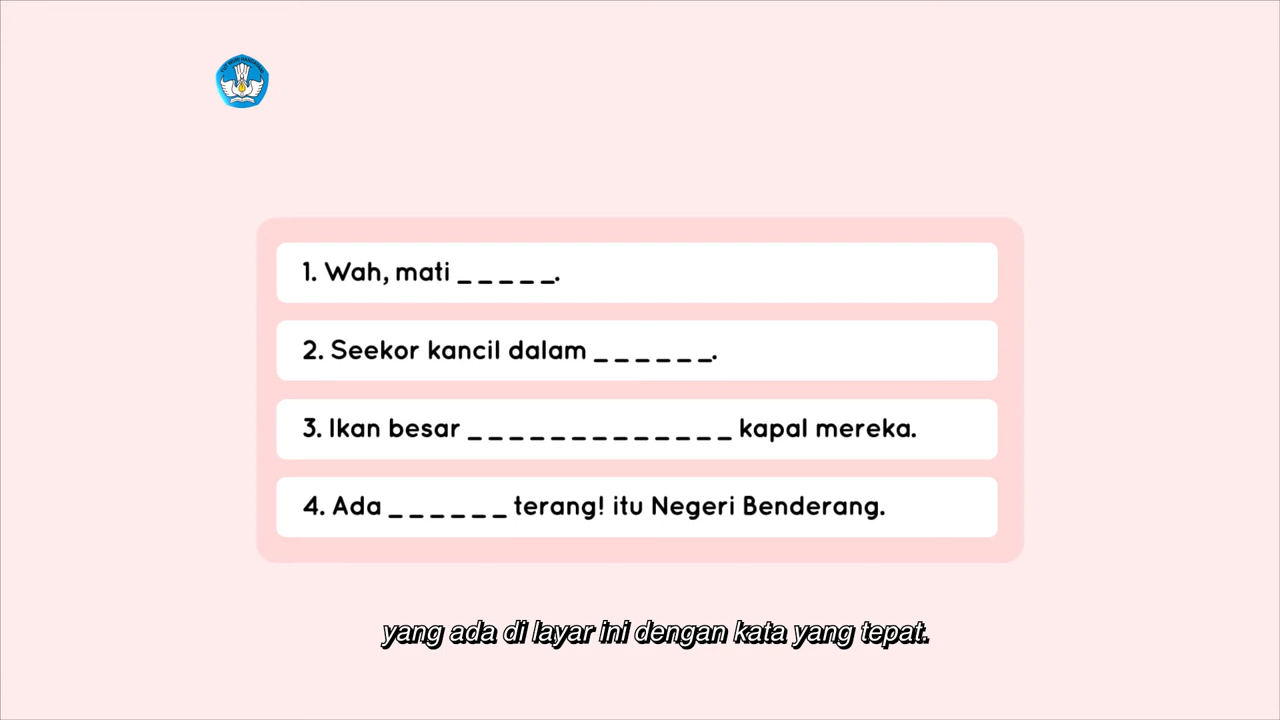 1. Wah, mati _ _ _ _ _.
2. Seekor kancil dalam _ _ _ _ _ _.
3. Ikan besar _ _ _ _ _ _ _ _ _ _ _ _ _ kapal mereka.
4. Ada _ _ _ _ _ _ terang! itu Negeri Benderang.
yang ada di layar ini dengan kata yang tepat.